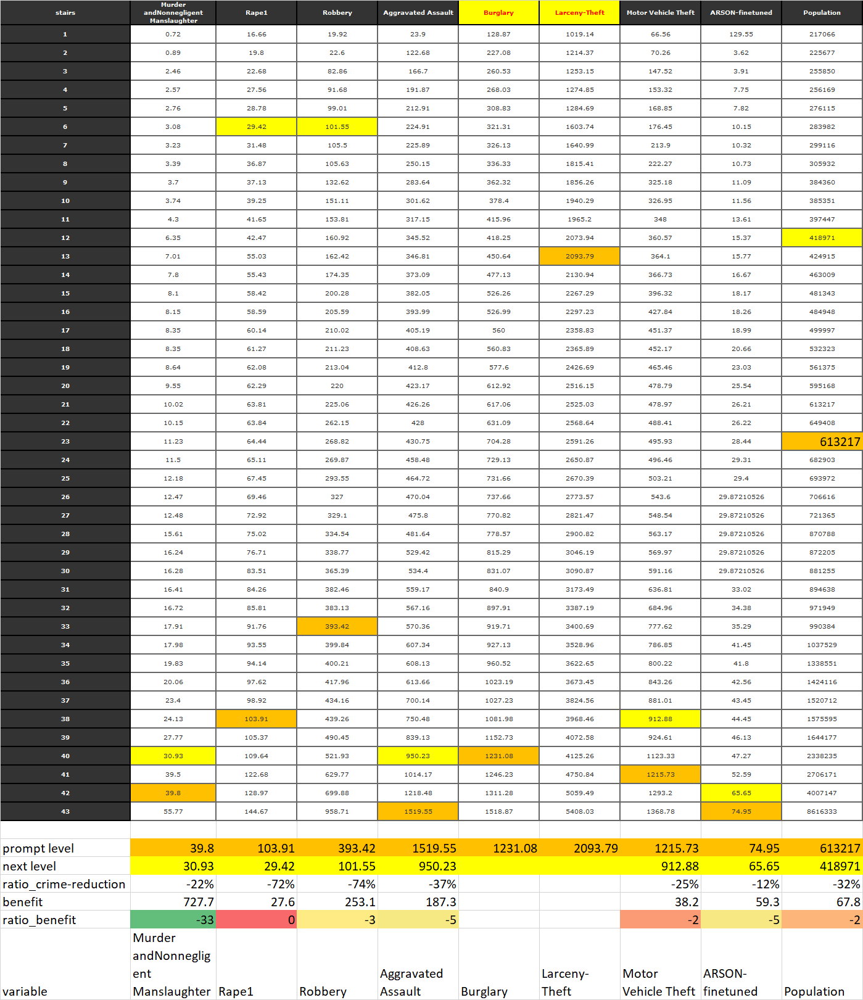 stairs Murder andNonnegligent Manslaughter Rape1 Robbery Aggravated Assault Burglary Larceny-Theft Motor Vehicle Theft ARSON-finetuned Population
1 0.72 16.66 19.92 23.9 128.87 1019.14 66.56 129.55 217066
2 0.89 19.8 22.6 122.68 227.08 1214.37 70.26 3.62 225677
3 2.46 22.68 82.86 166.7 260.53 1253.15 147.52 3.91 255850
4 2.57 27.56 91.68 191.87 268.03 1274.85 153.32 7.75 256169
5 2.76 28.78 99.01 212.91 308.83 1284.69 168.85 7.82 276115
6 3.08 29.42 101.55 224.91 321.31 1603.74 176.45 10.15 283982
7 3.23 31.48 105.5 225.89 326.13 1640.99 213.9 10.32 299116
8 3.39 36.87 105.63 250.15 336.33 1815.41 222.27 10.73 305932
9 3.7 37.13 132.62 283.64 362.32 1856.26 325.18 11.09 384360
10 3.74 39.25 151.11 301.62 378.4 1940.29 326.95 11.56 385351
11 4.3 41.65 153.81 317.15 415.96 1965.2 348 13.61 397447
12 6.35 42.47 160.92 345.52 418.25 2073.94 360.57 15.37 418971
13 7.01 55.03 162.42 346.81 450.64 2093.79 364.1 15.77 424915
14 7.8 55.43 174.35 373.09 477.13 2130.94 366.73 16.67 463009
15 8.1 58.42 200.28 382.05 526.26 2267.29 396.32 18.17 481343
16 8.15 58.59 205.59 393.99 526.99 2297.23 427.84 18.26 484948
17 8.35 60.14 210.02 405.19 560 2358.83 451.37 18.99 499997
18 8.35 61.27 211.23 408.63 560.83 2365.89 452.17 20.66 532323
19 8.64 62.08 213.04 412.8 577.6 2426.69 465.46 23.03 561375
20 9.55 62.29 220 423.17 612.92 2516.15 478.79 25.54 595168
21 10.02 63.81 225.06 426.26 617.06 2525.03 478.97 26.21 613217
22 10.15 63.84 262.15 428 631.09 2568.64 488.41 26.22 649408
23 11.23 64.44 268.82 430.75 704.28 2591.26 495.93 28.44 613217
24 11.5 65.11 269.87 458.48 729.13 2650.87 496.46 29.31 682903
25 12.18 67.45 293.55 464.72 731.66 2670.39 503.21 29.4 693972
26 12.47 69.46 327 470.04 737.66 2773.57 543.6 29.87210526 706616
27 12.48 72.92 329.1 475.8 770.82 2821.47 548.54 29.87210526 721365
28 15.61 75.02 334.54 481.64 778.57 2900.82 563.17 29.87210526 870788
29 16.24 76.71 338.77 529.42 815.29 3046.19 569.97 29.87210526 872205
30 16.28 83.51 365.39 534.4 831.07 3090.87 591.16 29.87210526 881255
31 16.41 84.26 382.46 559.17 840.9 3173.49 636.81 33.02 894638
32 16.72 85.81 383.13 567.16 897.91 3387.19 684.96 34.38 971949
33 17.91 91.76 393.42 570.36 919.71 3400.69 777.62 35.29 990384
34 17.98 93.55 399.84 607.34 927.13 3528.96 786.85 41.45 1037529
35 19.83 94.14 400.21 608.13 960.52 3622.65 800.22 41.8 1338551
36 20.06 97.62 417.96 613.66 1023.19 3673.45 843.26 42.56 1424116
37 23.4 98.92 434.16 700.14 1027.23 3824.56 881.01 43.45 1520712
38 24.13 103.91 439.26 750.48 1081.98 3968.46 912.88 44.45 1575595
39 27.77 105.37 490.45 839.13 1152.73 4072.58 924.61 46.13 1644177
40 30.93 109.64 521.93 950.23 1231.08 4125.26 1123.33 47.27 2338235
41 39.5 122.68 629.77 1014.17 1246.23 4750.84 1215.73 52.59 2706171
42 39.8 128.97 699.88 1218.48 1311.28 5059.49 1293.2 65.65 4007147
43 55.77 144.67 958.71 1519.55 1518.87 5408.03 1368.78 74.95 8616333
prompt level 39.8 103.91 393.42 1519.55 1231.08 2093.79 1215.73 74.95 613217
next level 30.93 29.42 101.55 950.23 912.88 65.65 418971
ratio_crime-reduction -22% -72% -74% -37% -25% -12% -32%
benefit 727.7 27.6 253.1 187.3 38.2 59.3 67.8
ratio_benefit -33 0 -3 -5 -2 -5 -2
variable Murder andNonneglig ent Manslaughter Rape1 Robbery Aggravated Assault Burglary Larceny- Theft Motor Vehicle Theft ARSON- finetuned Population